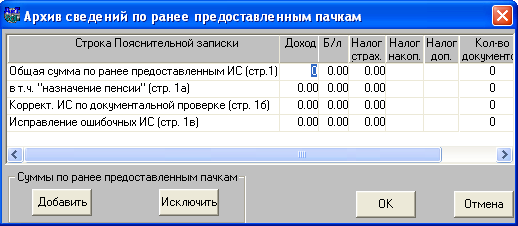 Архив сведений по ранее предоставленным пачкам
Строка Пояснительной записки Доход Б/л Налог страх. Налог накоп. Налог доп. Кол-во документо
Общая сумма по ранее предоставленным ИС (стр.1) 0 0.00 0.00 0
в т.ч. "назначение пенсии" (стр. 1а) 0.00 0.00 0.00 0
Коррект. ИС по документальной проверке (стр. 1б) 0.00 0.00 0.00 0
Исправление ошибочных ИС (стр. 1в) 0.00 0.00 0.00 0
Суммы по ранее предоставленным пачкам
Добавить Исключить OK Отмена